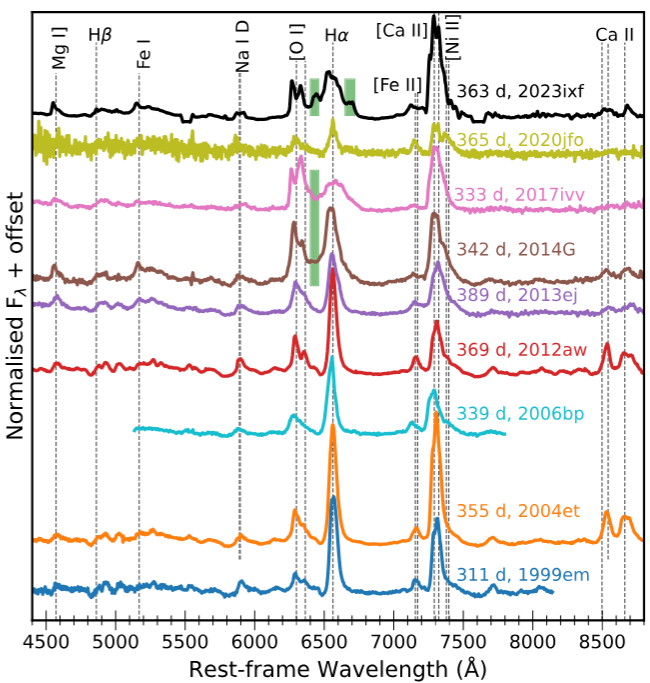 Mg I]
Hβ
Fe I
Na I D
[O I]
Hα
[Ca II]
[Ni II]
Ca II
[Fe II]
363 d, 2023ixf
365 d, 2020jfo
333 d, 2017ivv
342 d, 2014G
389 d, 2013ej
369 d, 2012aw
339 d, 2006bp
355 d, 2004et
311 d, 1999em
Normalised Fλ + offset
4500 5000 5500 6000 6500 7000 7500 8000 8500
Rest-frame Wavelength (Å)